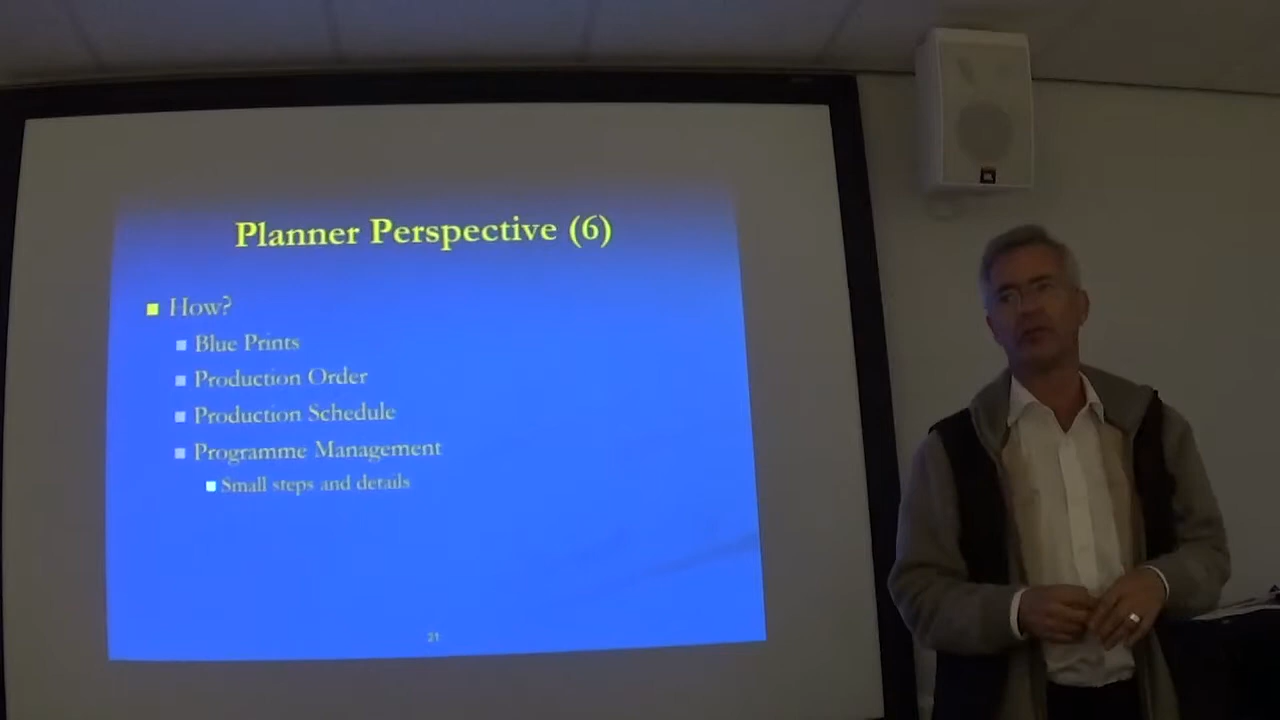 Planner Perspective (6)
How?
Blue Prints
Production Order
Production Schedule
Programme Management
Small steps and details
21